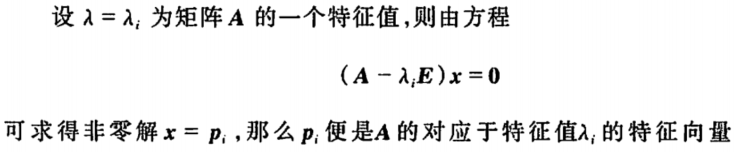 设 λ = λᵢ 为矩阵 A 的一个特征值,则由方程
(A − λᵢE)x = 0
可求得非零解 x = pᵢ ,那么 pᵢ 便是A 的对应于特征值λᵢ 的特征向量